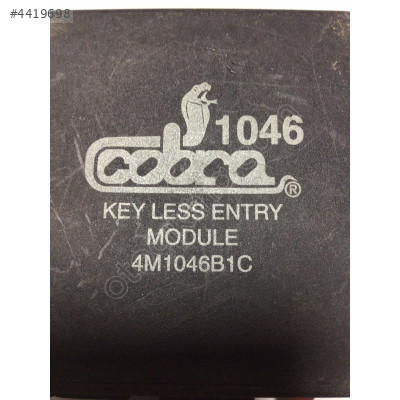 #4419698
1046
cobra®
KEY LESS ENTRY
MODULE
4M1046B1C